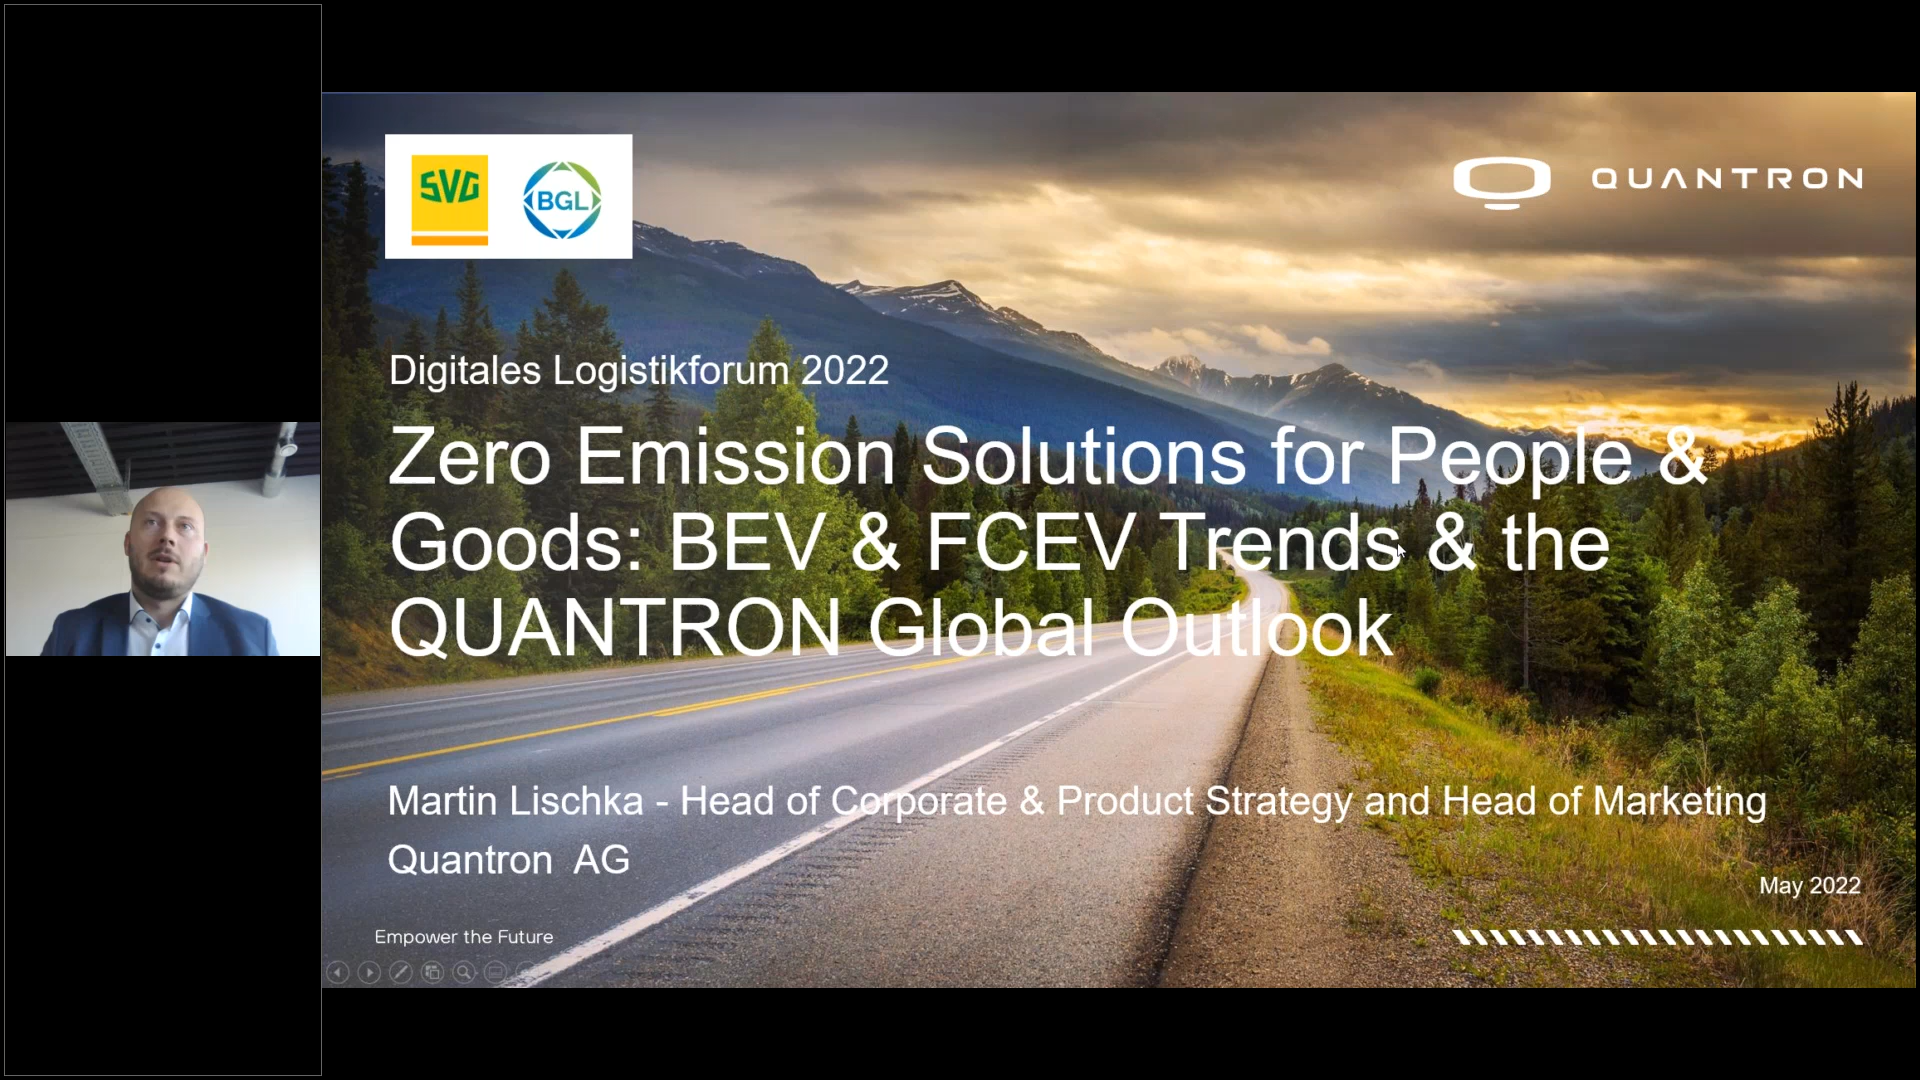 SVG
BGL
QUANTRON
Digitales Logistikforum 2022
Zero Emission Solutions for People &
Goods: BEV & FCEV Trends & the
QUANTRON Global Outlook
Martin Lischka - Head of Corporate & Product Strategy and Head of Marketing
Quantron AG
May 2022
Empower the Future